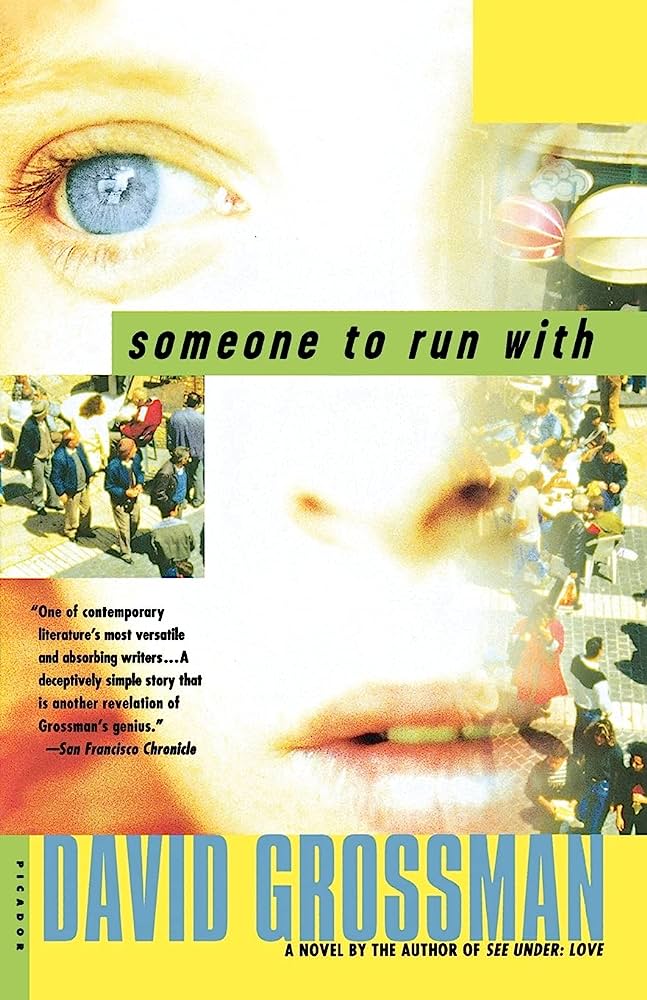 someone to run with
“One of contemporary
literature’s most versatile
and absorbing writers...A
deceptively simple story that
is another revelation of
Grossman’s genius.”
—San Francisco Chronicle
PICADOR
DAVID GROSSMAN
A NOVEL BY THE AUTHOR OF SEE UNDER: LOVE